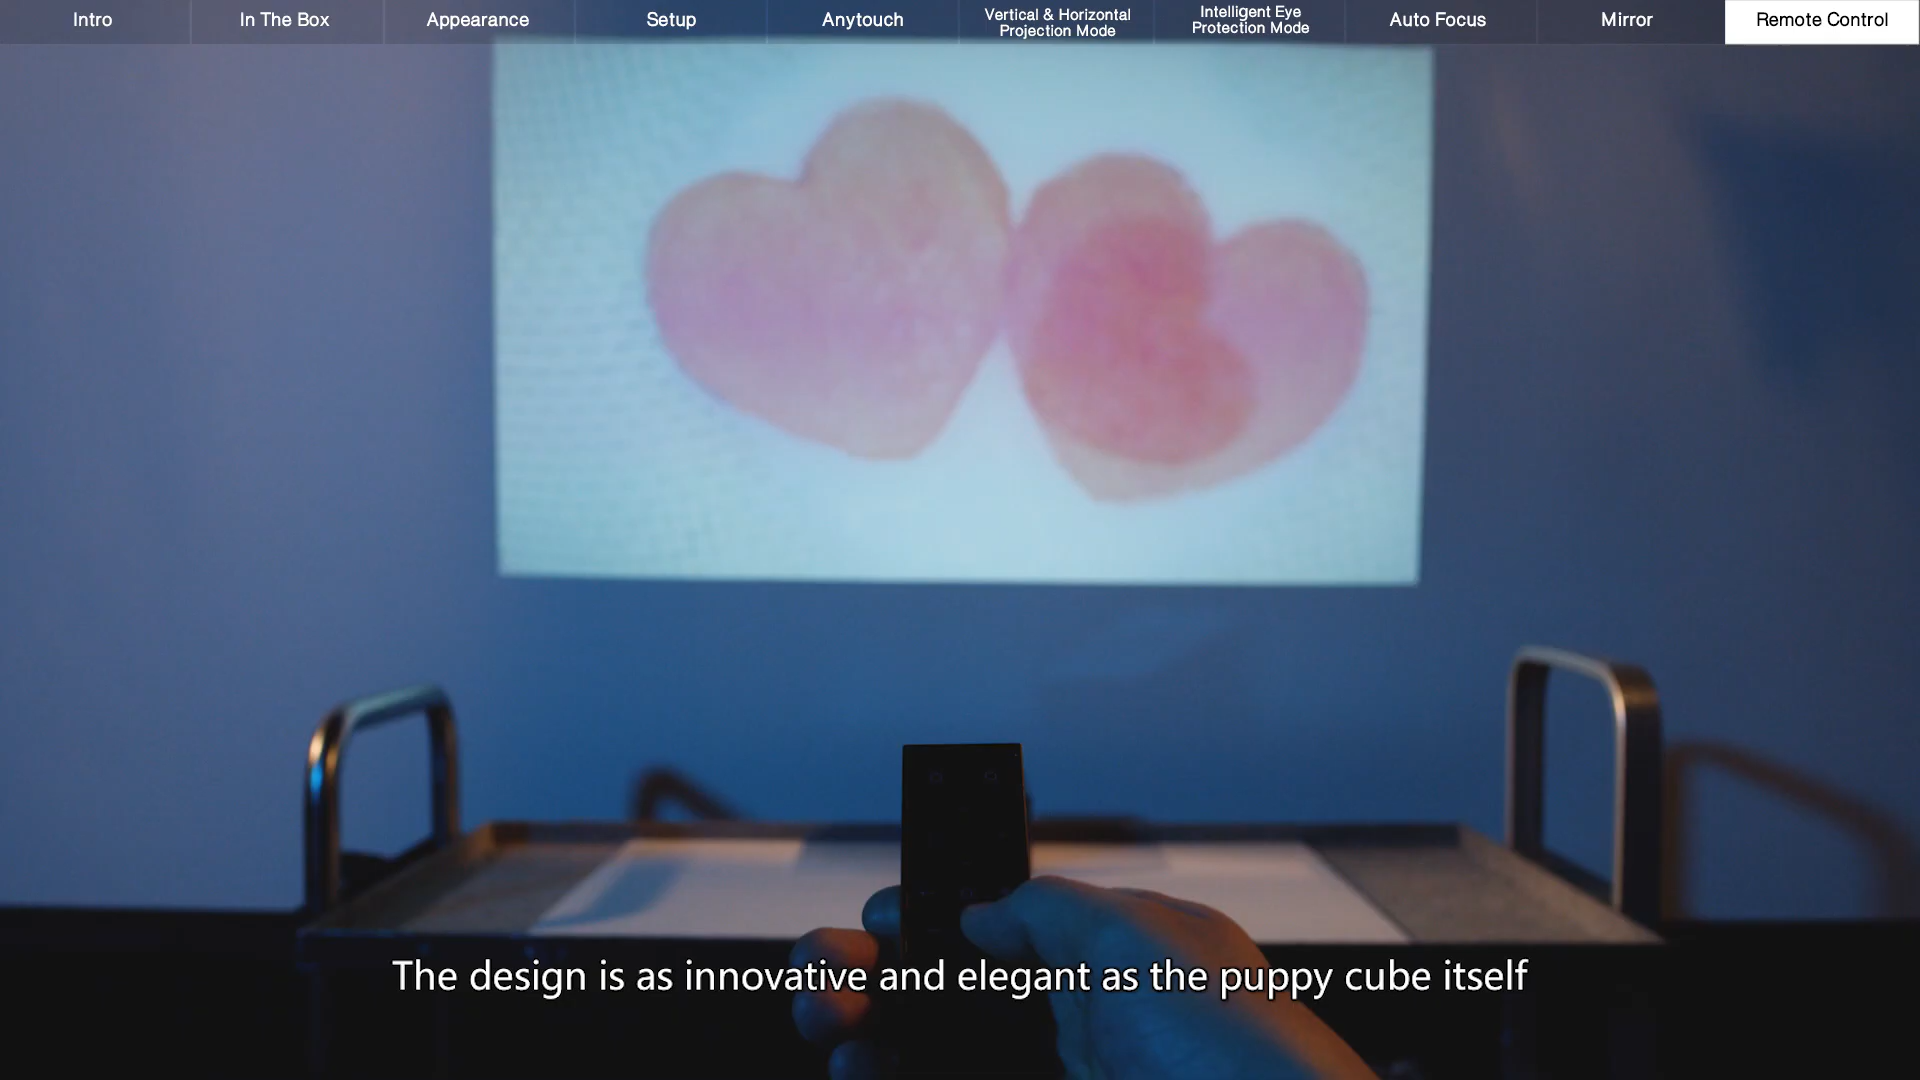 Intro
In The Box
Appearance
Setup
Anytouch
Vertical & Horizontal
Projection Mode
Intelligent Eye
Protection Mode
Auto Focus
Mirror
Remote Control
The design is as innovative and elegant as the puppy cube itself